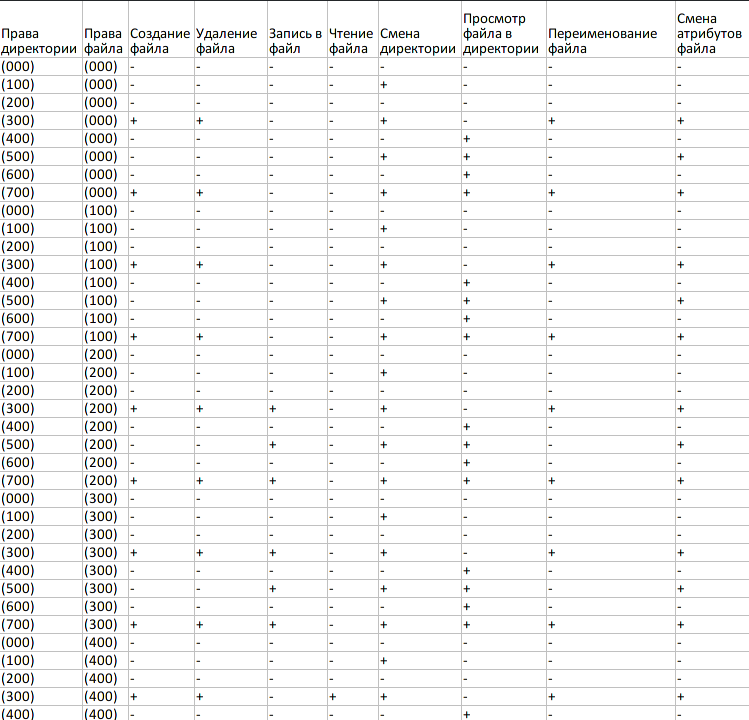 Права директории | Права файла | Создание файла | Удаление файла | Запись в файл | Чтение файла | Смена директории | Просмотр файла в директории | Переименование файла | Смена атрибутов файла
(000) (000) - - - - - - - -
(100) (000) - - - - + - - -
(200) (000) - - - - - - - -
(300) (000) + + - - + - + +
(400) (000) - - - - - + - -
(500) (000) - - - - + + - +
(600) (000) - - - - - + - -
(700) (000) + + - - + + + +
(000) (100) - - - - - - - -
(100) (100) - - - - + - - -
(200) (100) - - - - - - - -
(300) (100) + + - - + - + +
(400) (100) - - - - - + - -
(500) (100) - - - - + + - +
(600) (100) - - - - - + - -
(700) (100) + + - - + + + +
(000) (200) - - - - - - - -
(100) (200) - - - - + - - -
(200) (200) - - - - - - - -
(300) (200) + + + - + - + +
(400) (200) - - - - - + - -
(500) (200) - - + - + + - +
(600) (200) - - - - - + - -
(700) (200) + + + - + + + +
(000) (300) - - - - - - - -
(100) (300) - - - - + - - -
(200) (300) - - - - - - - -
(300) (300) + + + - + - + +
(400) (300) - - - - - + - -
(500) (300) - - + - + + - +
(600) (300) - - - - - + - -
(700) (300) + + + - + + + +
(000) (400) - - - - - - - -
(100) (400) - - - - + - - -
(200) (400) - - - - - - - -
(300) (400) + + - + + - + +
(400) (400) - - - - - + - -